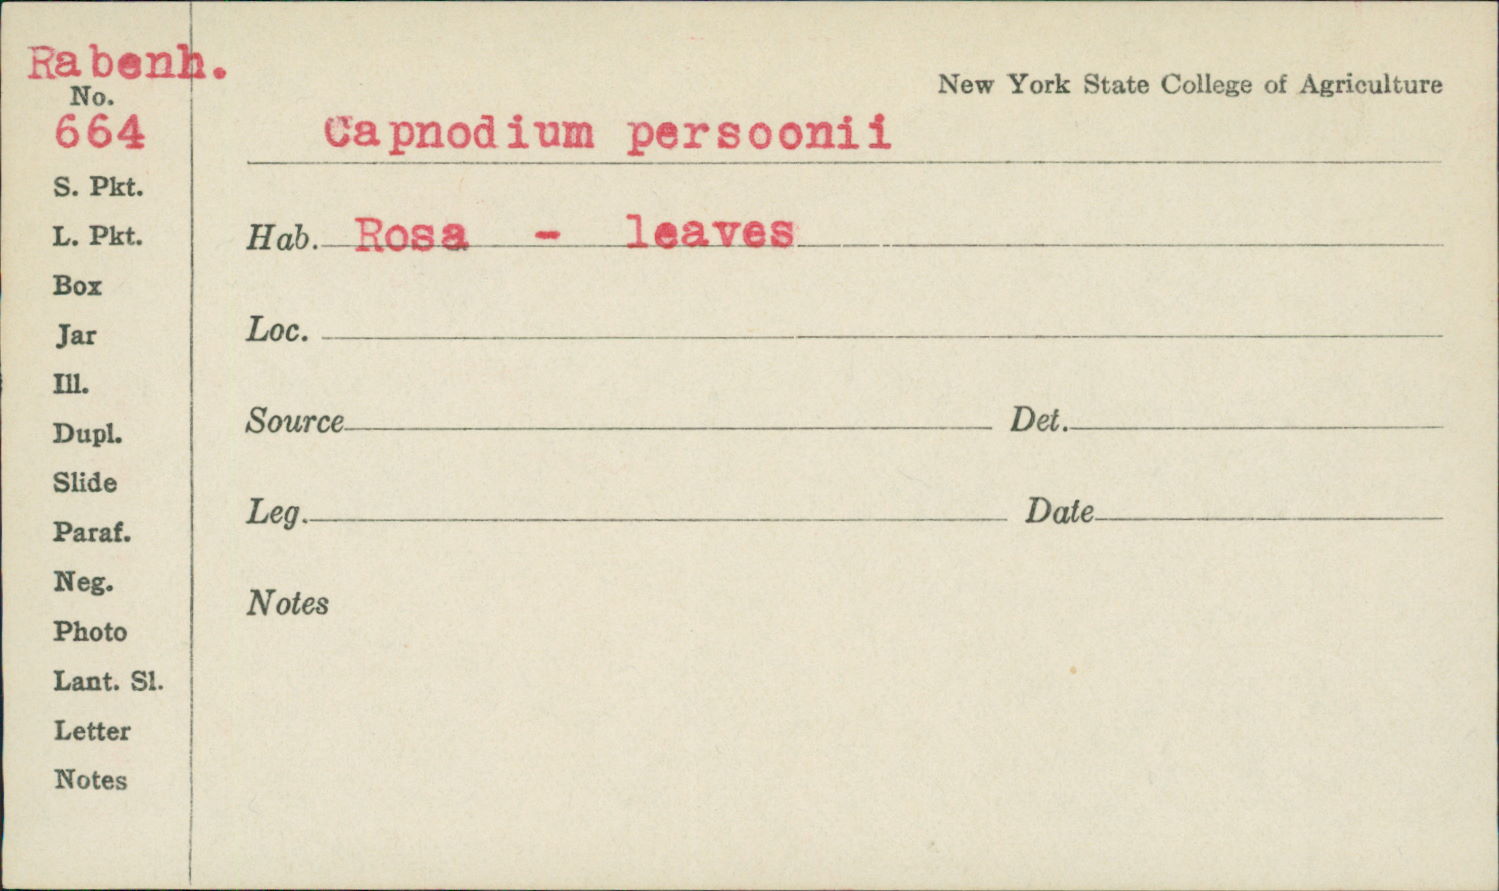 Rabenh.
No.
664
S. Pkt.
L. Pkt.
Box
Jar
Ill.
Dupl.
Slide
Paraf.
Neg.
Photo
Lant. Sl.
Letter
Notes
New York State College of Agriculture
Capnodium persoonii
Hab. Rosa - leaves
Loc.
Source Det.
Leg. Date
Notes